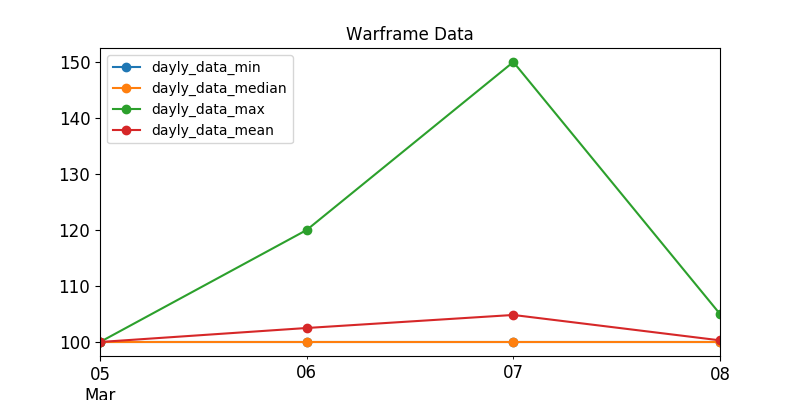 Warframe Data
dayly_data_min
dayly_data_median
dayly_data_max
dayly_data_mean
150
140
130
120
110
100
05 06 07 08
Mar